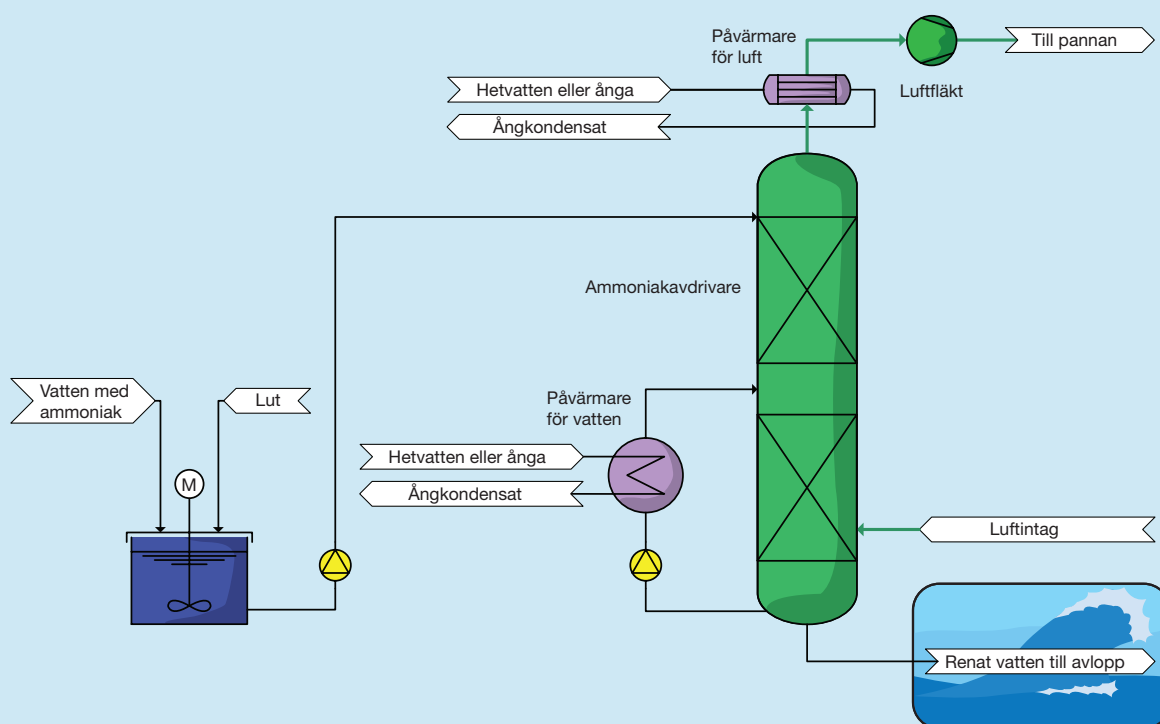 Påvärmare
för luft
Till pannan
Hetvatten eller ånga
Luftfläkt
Ångkondensat
Ammoniakavdrivare
Vatten med
ammoniak
Lut
Påvärmare
för vatten
Hetvatten eller ånga
M
Ångkondensat
Luftintag
Renat vatten till avlopp